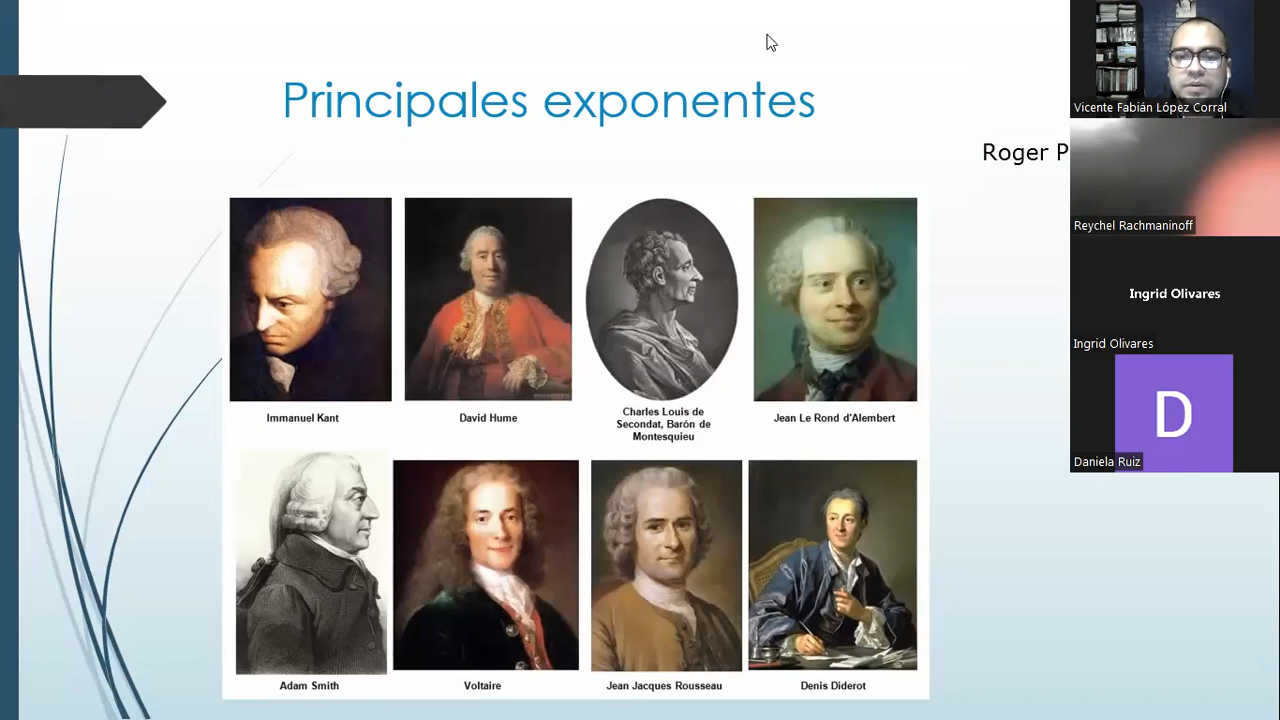 Principales exponentes
Roger P
Immanuel Kant
David Hume
Charles Louis de
Secondat, Barón de
Montesquieu
Jean Le Rond d'Alembert
Adam Smith
Voltaire
Jean Jacques Rousseau
Denis Diderot
Vicente Fabián López Corral
Reychel Rachmaninoff
Ingrid Olivares
Ingrid Olivares
D
Daniela Ruiz